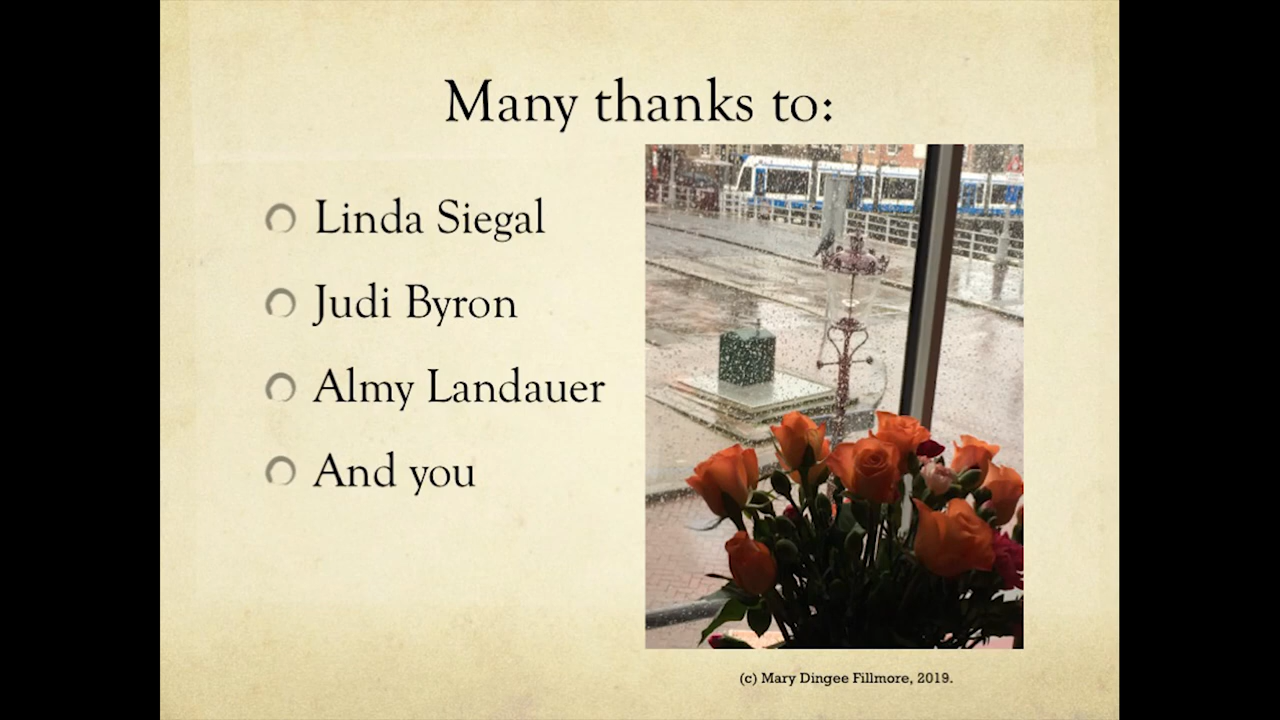 Many thanks to:
Linda Siegal
Judi Byron
Almy Landauer
And you
(c) Mary Dingee Fillmore, 2019.